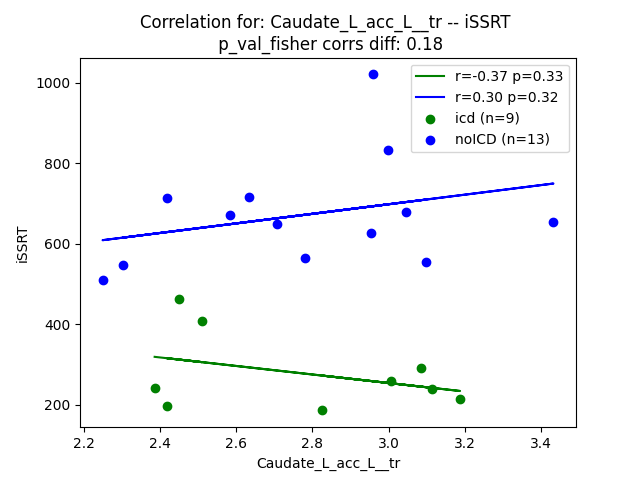 Correlation for: Caudate_L_acc_L__tr -- iSSRT
p_val_fisher corrs diff: 0.18
r=-0.37 p=0.33
r=0.30 p=0.32
icd (n=9)
noICD (n=13)
1000
800
600
400
200
iSSRT
2.2 2.4 2.6 2.8 3.0 3.2 3.4
Caudate_L_acc_L__tr